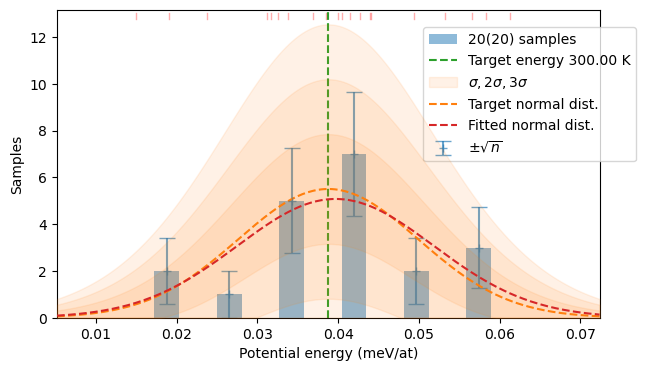 20(20) samples
Target energy 300.00 K
σ, 2σ, 3σ
Target normal dist.
Fitted normal dist.
±√n
Samples
12
10
8
6
4
2
0
0.01 0.02 0.03 0.04 0.05 0.06 0.07
Potential energy (meV/at)